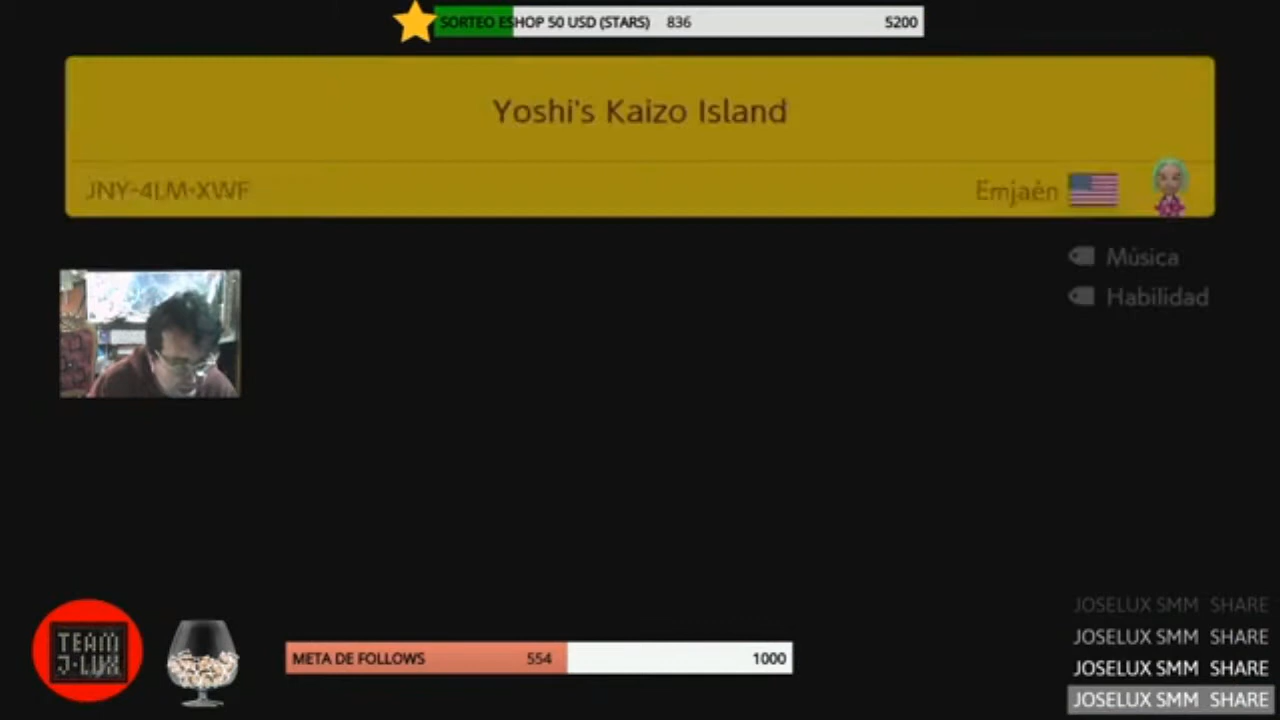 SORTEO ESHOP 50 USD (STARS) 836 5200
Yoshi's Kaizo Island
JNY-4LM-XWF
Emjaén
Música
Habilidad
TEAM
J·LUX
META DE FOLLOWS 554 1000
JOSELUX SMM SHARE
JOSELUX SMM SHARE
JOSELUX SMM SHARE
JOSELUX SMM SHARE